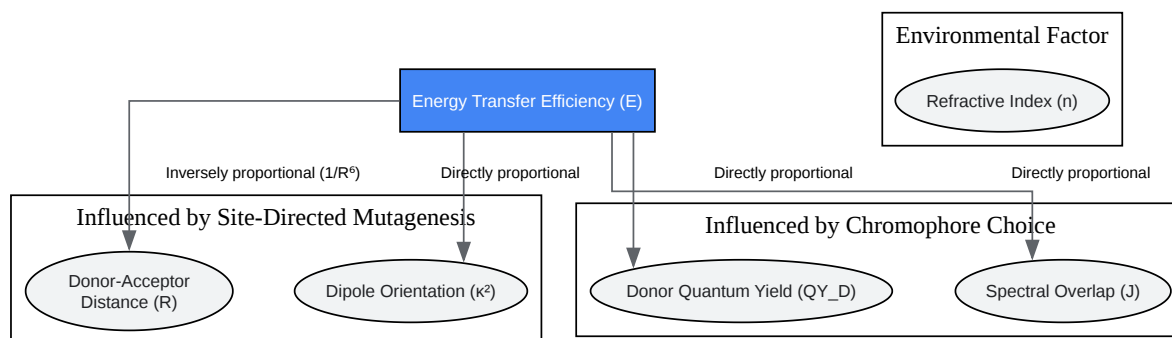 Environmental Factor
Energy Transfer Efficiency (E)
Refractive Index (n)
Inversely proportional (1/R⁶)
Directly proportional
Directly proportional
Directly proportional
Influenced by Site-Directed Mutagenesis
Influenced by Chromophore Choice
Donor-Acceptor
Distance (R)
Dipole Orientation (κ²)
Donor Quantum Yield (QY_D)
Spectral Overlap (J)